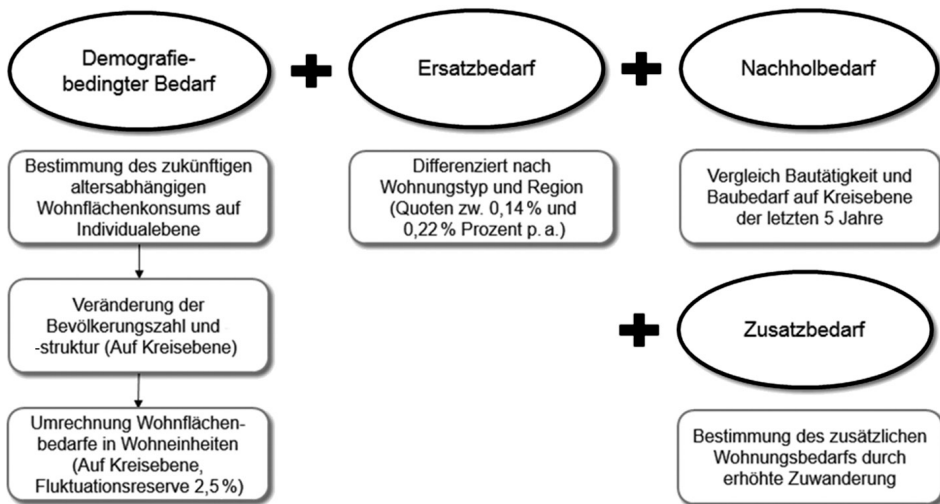 Demografie-
bedingter Bedarf
+
Ersatzbedarf
+
Nachholbedarf
Bestimmung des zukünftigen
altersabhängigen
Wohnflächenkonsums auf
Individualebene
Differenziert nach
Wohnungstyp und Region
(Quoten zw. 0,14 % und
0,22 % Prozent p. a.)
Vergleich Bautätigkeit und
Baubedarf auf Kreisebene
der letzten 5 Jahre
Veränderung der
Bevölkerungszahl und
-struktur (Auf Kreisebene)
+
Zusatzbedarf
Umrechnung Wohnflächen-
bedarfe in Wohneinheiten
(Auf Kreisebene,
Fluktuationsreserve 2,5 %)
Bestimmung des zusätzlichen
Wohnungsbedarfs durch
erhöhte Zuwanderung